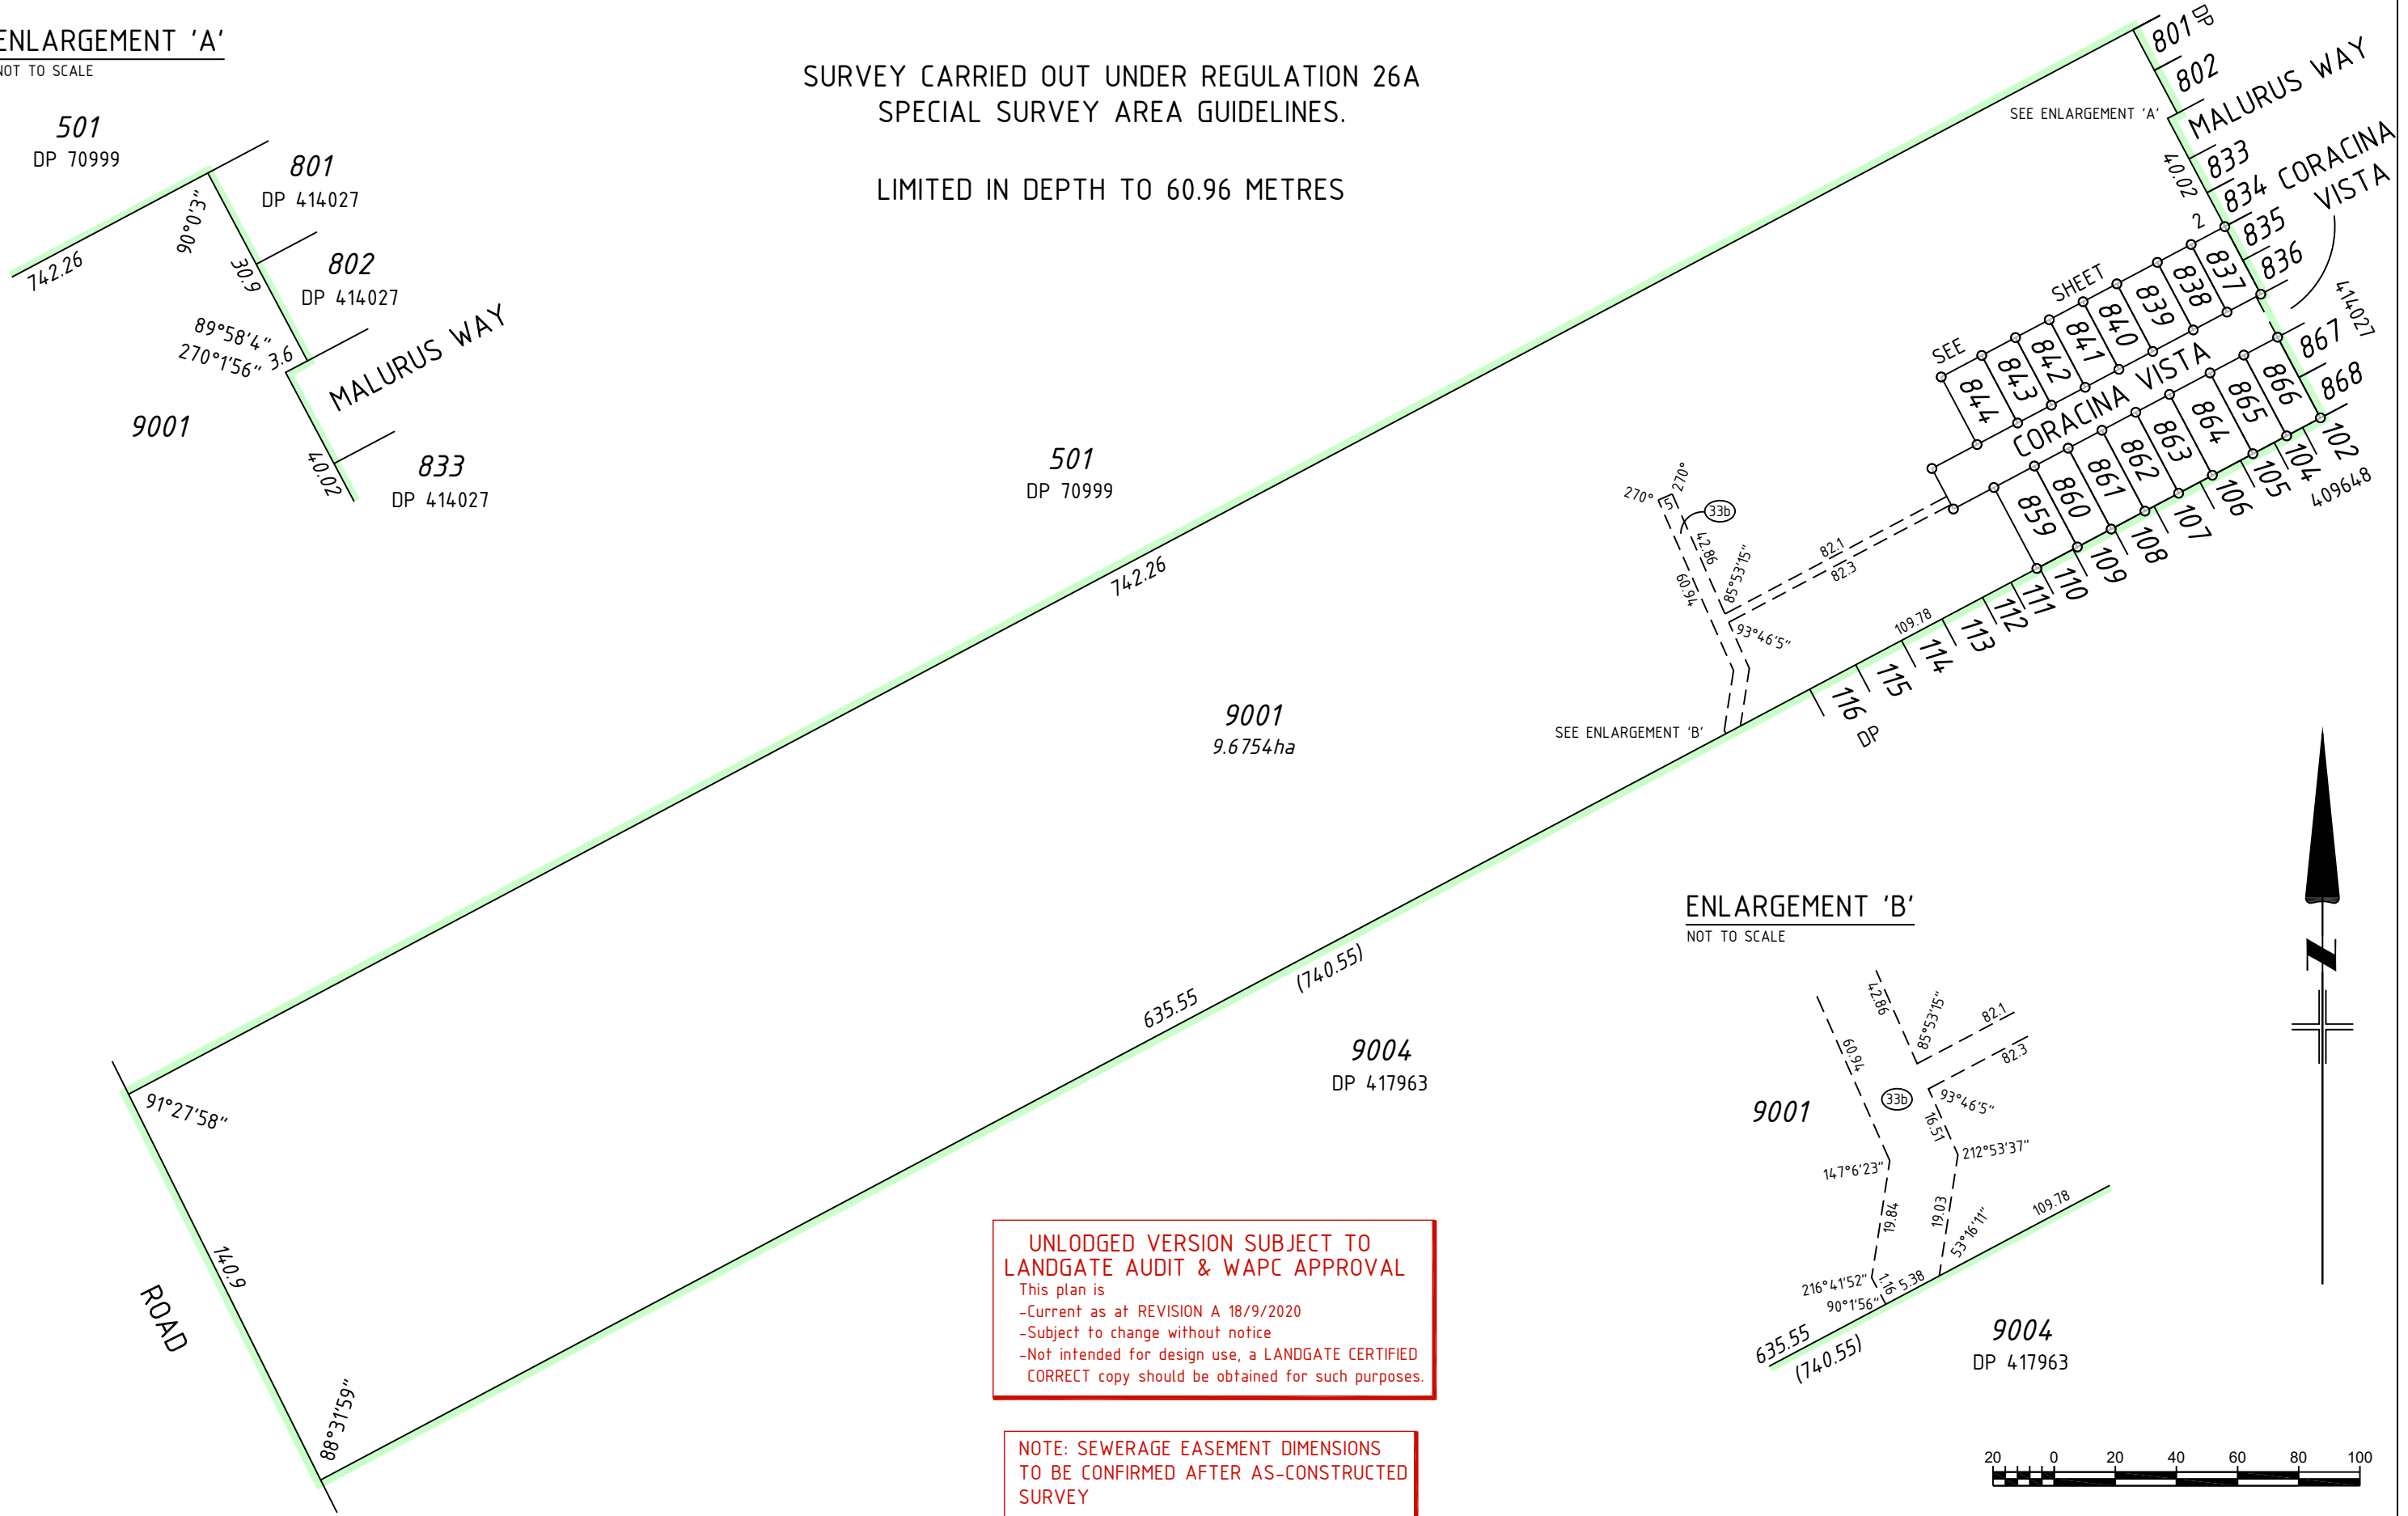 ENLARGEMENT 'A'
NOT TO SCALE
501
DP 70999
801
DP 414027
90°0'3"
742.26
30.9
802
DP 414027
89°58'4"
270°1'56"
3.6
MALURUS WAY
9001
40.02
833
DP 414027
SURVEY CARRIED OUT UNDER REGULATION 26A
SPECIAL SURVEY AREA GUIDELINES.
LIMITED IN DEPTH TO 60.96 METRES
801
DP
802
SEE ENLARGEMENT 'A'
MALURUS WAY
833
40.02
834
CORACINA
VISTA
2
835
836
SEE
SHEET
837
838
839
840
841
842
843
844
414027
867
868
CORACINA VISTA
866
865
864
863
862
861
860
859
102
104
105
106
107
108
109
110
111
112
113
114
115
116
DP
409648
501
DP 70999
742.26
270°
270°
5
33b
42.86
60.94
85°53'15"
82.1
82.3
93°46'5"
109.78
SEE ENLARGEMENT 'B'
9001
9.6754ha
635.55
(740.55)
9004
DP 417963
91°27'58"
140.9
ROAD
88°31'59"
ENLARGEMENT 'B'
NOT TO SCALE
42.86
85°53'15"
82.1
60.94
82.3
33b
93°46'5"
9001
16.51
212°53'37"
147°6'23"
19.84
19.03
53°16'11"
109.78
216°41'52"
1.16
5.38
90°1'56"
635.55
(740.55)
9004
DP 417963
UNLODGED VERSION SUBJECT TO
LANDGATE AUDIT & WAPC APPROVAL
This plan is
-Current as at REVISION A 18/9/2020
-Subject to change without notice
-Not intended for design use, a LANDGATE CERTIFIED
CORRECT copy should be obtained for such purposes.
NOTE: SEWERAGE EASEMENT DIMENSIONS
TO BE CONFIRMED AFTER AS-CONSTRUCTED
SURVEY
N
20 0 20 40 60 80 100